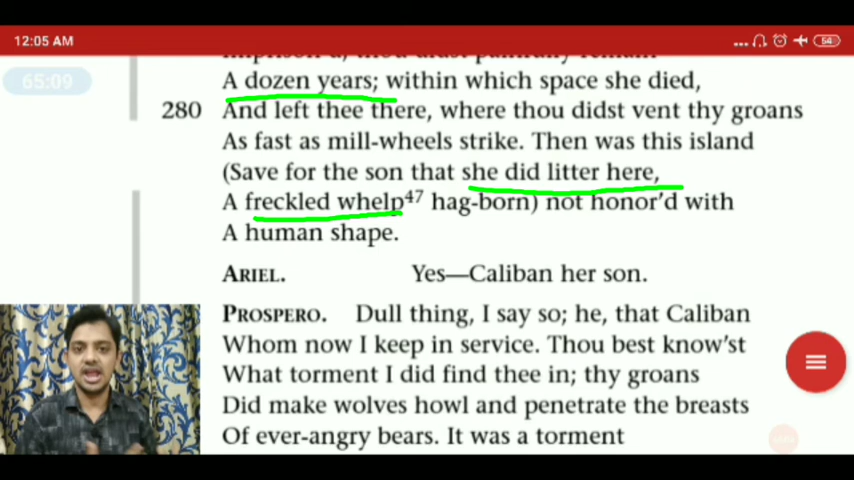 12:05 AM
54
65:09
A dozen years; within which space she died,
280 And left thee there, where thou didst vent thy groans
As fast as mill-wheels strike. Then was this island
(Save for the son that she did litter here,
A freckled whelp47 hag-born) not honor'd with
A human shape.
ARIEL. Yes—Caliban her son.
PROSPERO. Dull thing, I say so; he, that Caliban
Whom now I keep in service. Thou best know'st
What torment I did find thee in; thy groans
Did make wolves howl and penetrate the breasts
Of ever-angry bears. It was a torment